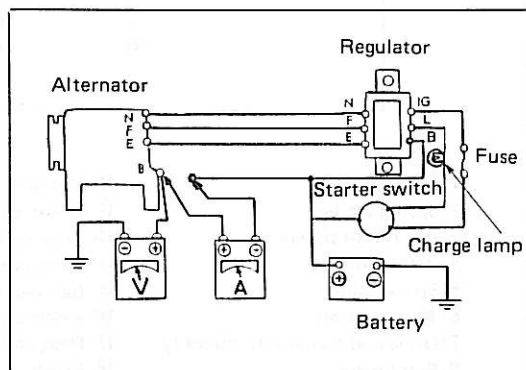 Regulator
Alternator
N
F
E
B
N
F
E
IG
L
B
Fuse
Starter switch
Charge lamp
V
A
Battery